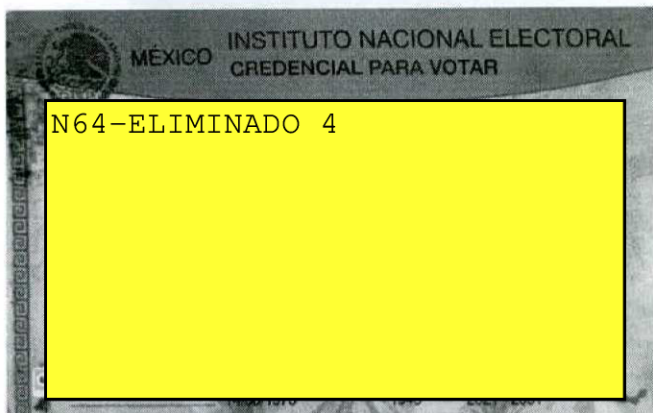 MÉXICO INSTITUTO NACIONAL ELECTORAL
CREDENCIAL PARA VOTAR
N64-ELIMINADO 4